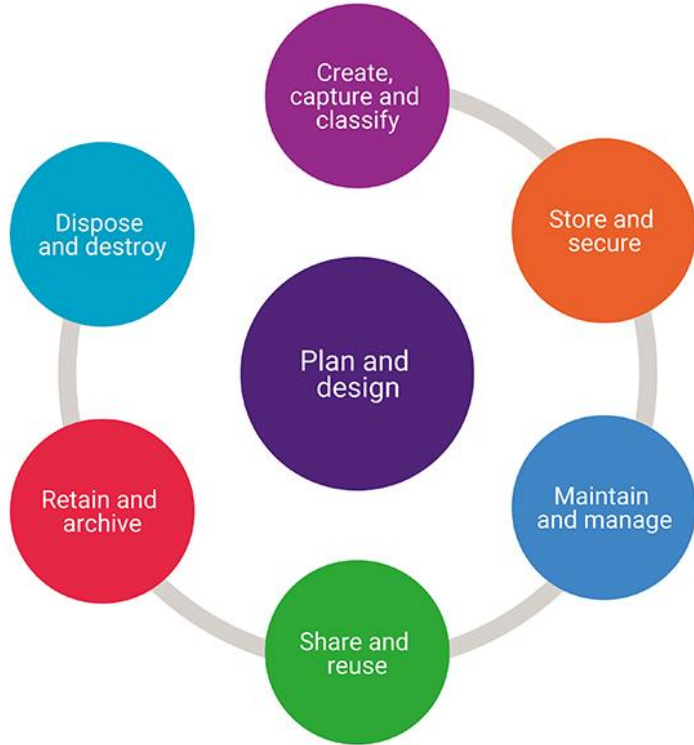 Create,
capture and
classify
Store and
secure
Maintain
and manage
Share and
reuse
Retain and
archive
Dispose
and destroy
Plan and
design